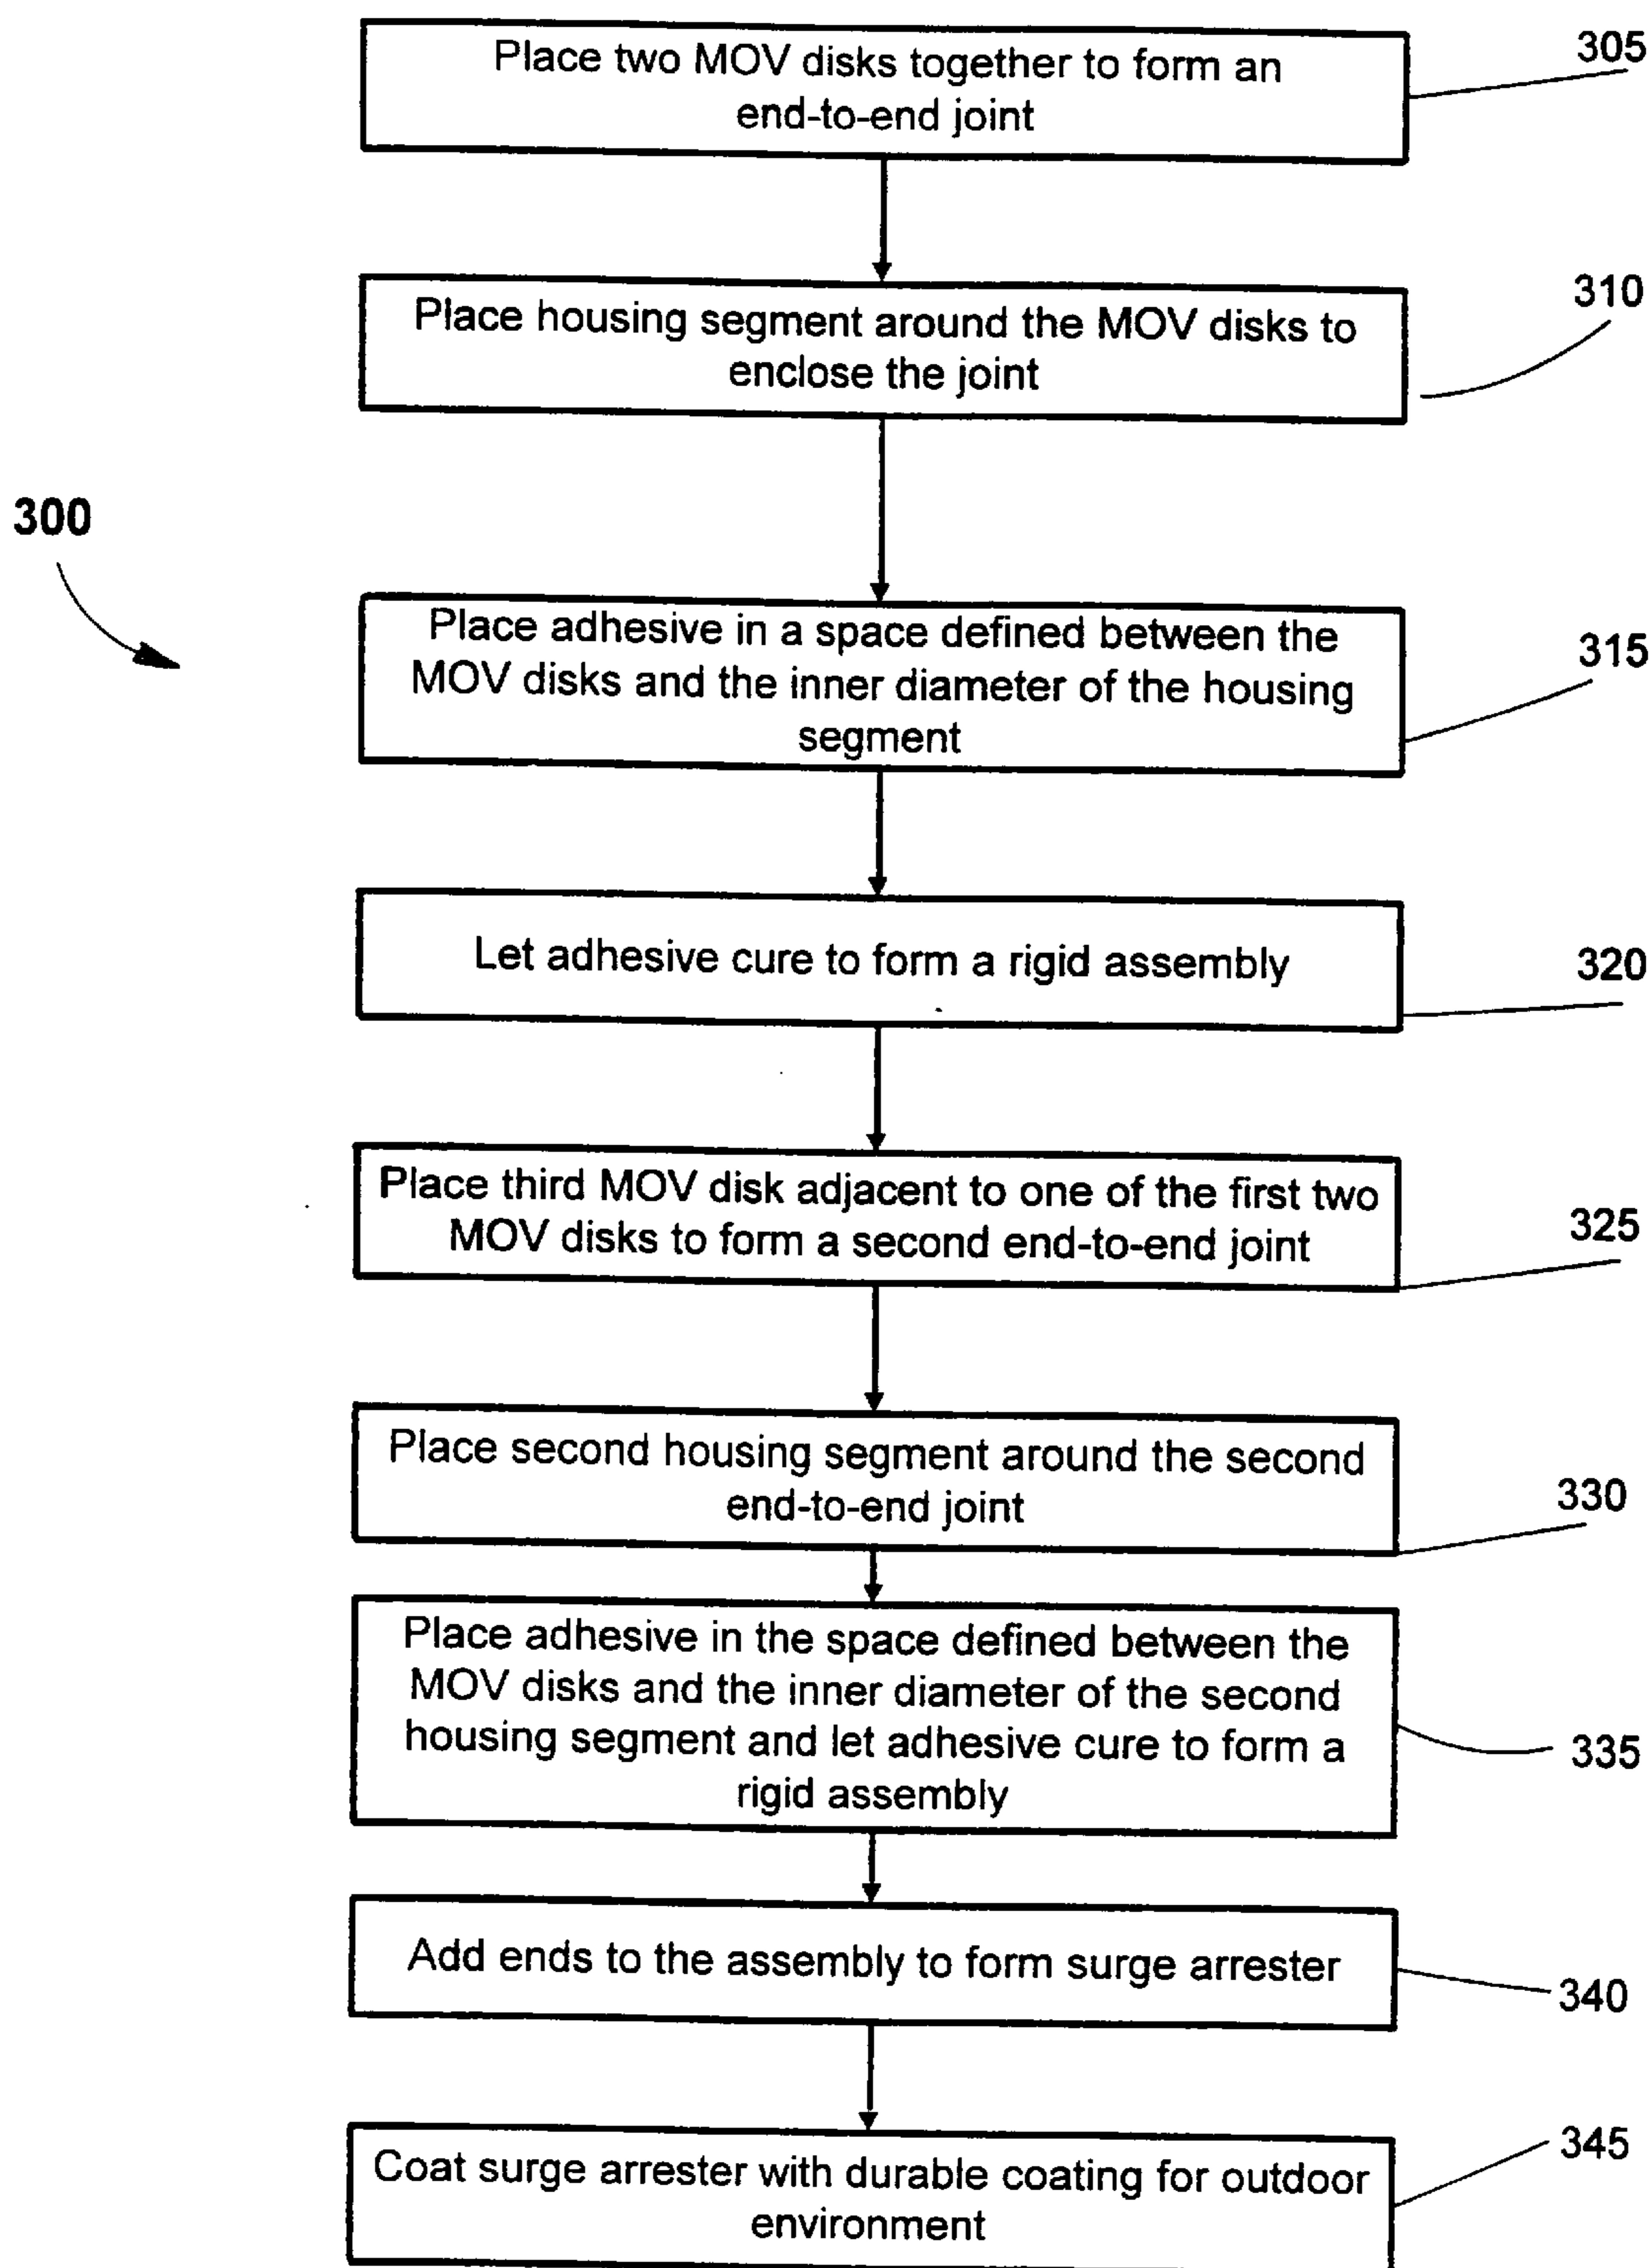 Place two MOV disks together to form an
end-to-end joint
305
Place housing segment around the MOV disks to
enclose the joint
310
300
Place adhesive in a space defined between the
MOV disks and the inner diameter of the housing
segment
315
Let adhesive cure to form a rigid assembly
320
Place third MOV disk adjacent to one of the first two
MOV disks to form a second end-to-end joint
325
Place second housing segment around the second
end-to-end joint
330
Place adhesive in the space defined between the
MOV disks and the inner diameter of the second
housing segment and let adhesive cure to form a
rigid assembly
335
Add ends to the assembly to form surge arrester
340
Coat surge arrester with durable coating for outdoor
environment
345